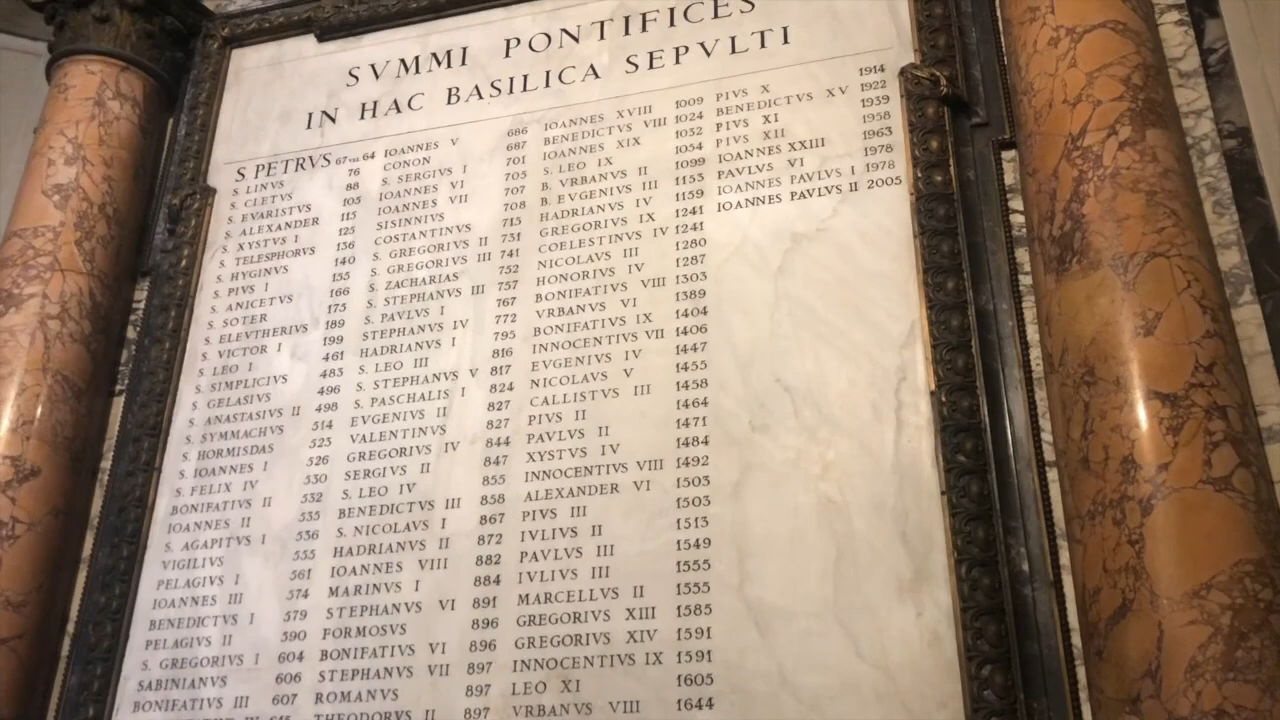 SVMMI PONTIFICES
IN HAC BASILICA SEPVLTI
S. PETRVS 67 vel 64
S. LINVS 76
S. CLETVS 88
S. EVARISTVS 105
S. ALEXANDER 115
S. XYSTVS I 125
S. TELESPHORVS 136
S. HYGINVS 140
S. PIVS I 155
S. ANICETVS 166
S. SOTER 175
S. ELEVTHERIVS 189
S. VICTOR I 199
S. LEO I 461
S. SIMPLICIVS 483
S. GELASIVS 496
S. ANASTASIVS II 498
S. SYMMACHVS 514
S. HORMISDAS 523
S. IOANNES I 526
S. FELIX IV 530
BONIFATIVS II 532
IOANNES II 535
S. AGAPITVS I 536
VIGILIVS 555
PELAGIVS I 561
IOANNES III 574
BENEDICTVS I 579
PELAGIVS II 590
S. GREGORIVS I 604
SABINIANVS 606
BONIFATIVS III 607
IOANNES V 686
CONON 687
S. SERGIVS I 701
IOANNES VI 705
IOANNES VII 707
SISINNIVS 708
COSTANTINVS 715
S. GREGORIVS II 731
S. GREGORIVS III 741
S. ZACHARIAS 752
S. STEPHANVS III 757
S. PAVLVS I 767
STEPHANVS IV 772
HADRIANVS I 795
S. LEO III 816
S. STEPHANVS V 817
S. PASCHALIS I 824
EVGENIVS II 827
VALENTINVS 827
GREGORIVS IV 844
SERGIVS II 847
S. LEO IV 855
BENEDICTVS III 858
S. NICOLAVS I 867
HADRIANVS II 872
IOANNES VIII 882
MARINVS I 884
STEPHANVS VI 891
FORMOSVS 896
BONIFATIVS VI 896
STEPHANVS VII 897
ROMANVS 897
THEODORVS II 897
IOANNES XVIII 1009
BENEDICTVS VIII 1024
IOANNES XIX 1032
S. LEO IX 1054
B. VRBANVS II 1099
B. EVGENIVS III 1153
HADRIANVS IV 1159
GREGORIVS IX 1241
COELESTINVS IV 1241
NICOLAVS III 1280
HONORIVS IV 1287
BONIFATIVS VIII 1303
VRBANVS VI 1389
BONIFATIVS IX 1404
INNOCENTIVS VII 1406
EVGENIVS IV 1447
NICOLAVS V 1455
CALLISTVS III 1458
PIVS II 1464
PAVLVS II 1471
XYSTVS IV 1484
INNOCENTIVS VIII 1492
ALEXANDER VI 1503
PIVS III 1503
IVLIVS II 1513
PAVLVS III 1549
IVLIVS III 1555
MARCELLVS II 1555
GREGORIVS XIII 1585
GREGORIVS XIV 1591
INNOCENTIVS IX 1591
LEO XI 1605
VRBANVS VIII 1644
PIVS X 1914
BENEDICTVS XV 1922
PIVS XI 1939
PIVS XII 1958
IOANNES XXIII 1963
PAVLVS VI 1978
IOANNES PAVLVS I 1978
IOANNES PAVLVS II 2005